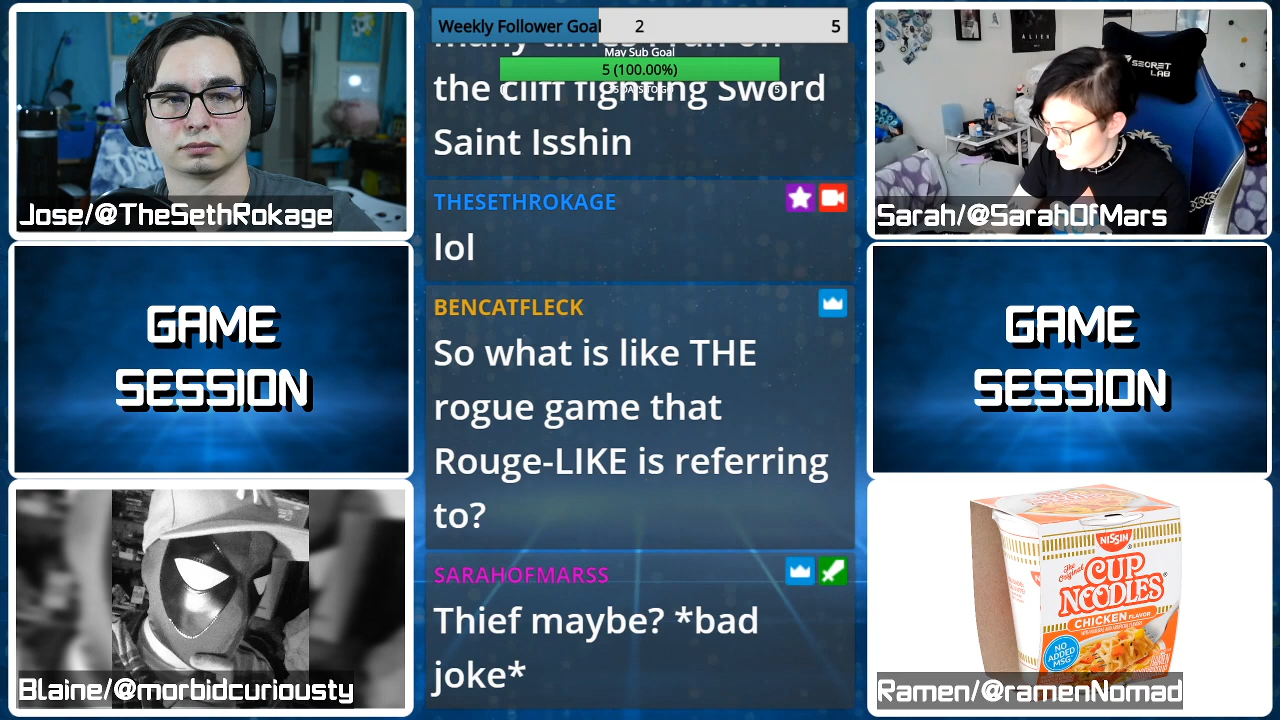 Weekly Follower Goal 2 5
May Sub Goal
5 (100.00%)
the cliff fighting Sword
Saint Isshin
THESETHROKAGE
lol
BENCATFLECK
So what is like THE
rogue game that
Rouge-LIKE is referring
to?
SARAHOFMARSS
Thief maybe? *bad
joke*
Jose/@TheSethRokage
GAME
SESSION
Blaine/@morbidcuriousty
ALIEN
SECRET
LAB
Sarah/@SarahOfMars
GAME
SESSION
NISSIN
The
Original
CUP
NOODLES
CHICKEN FLAVOR
NO
ADDED
MSG
Ramen/@ramenNomad